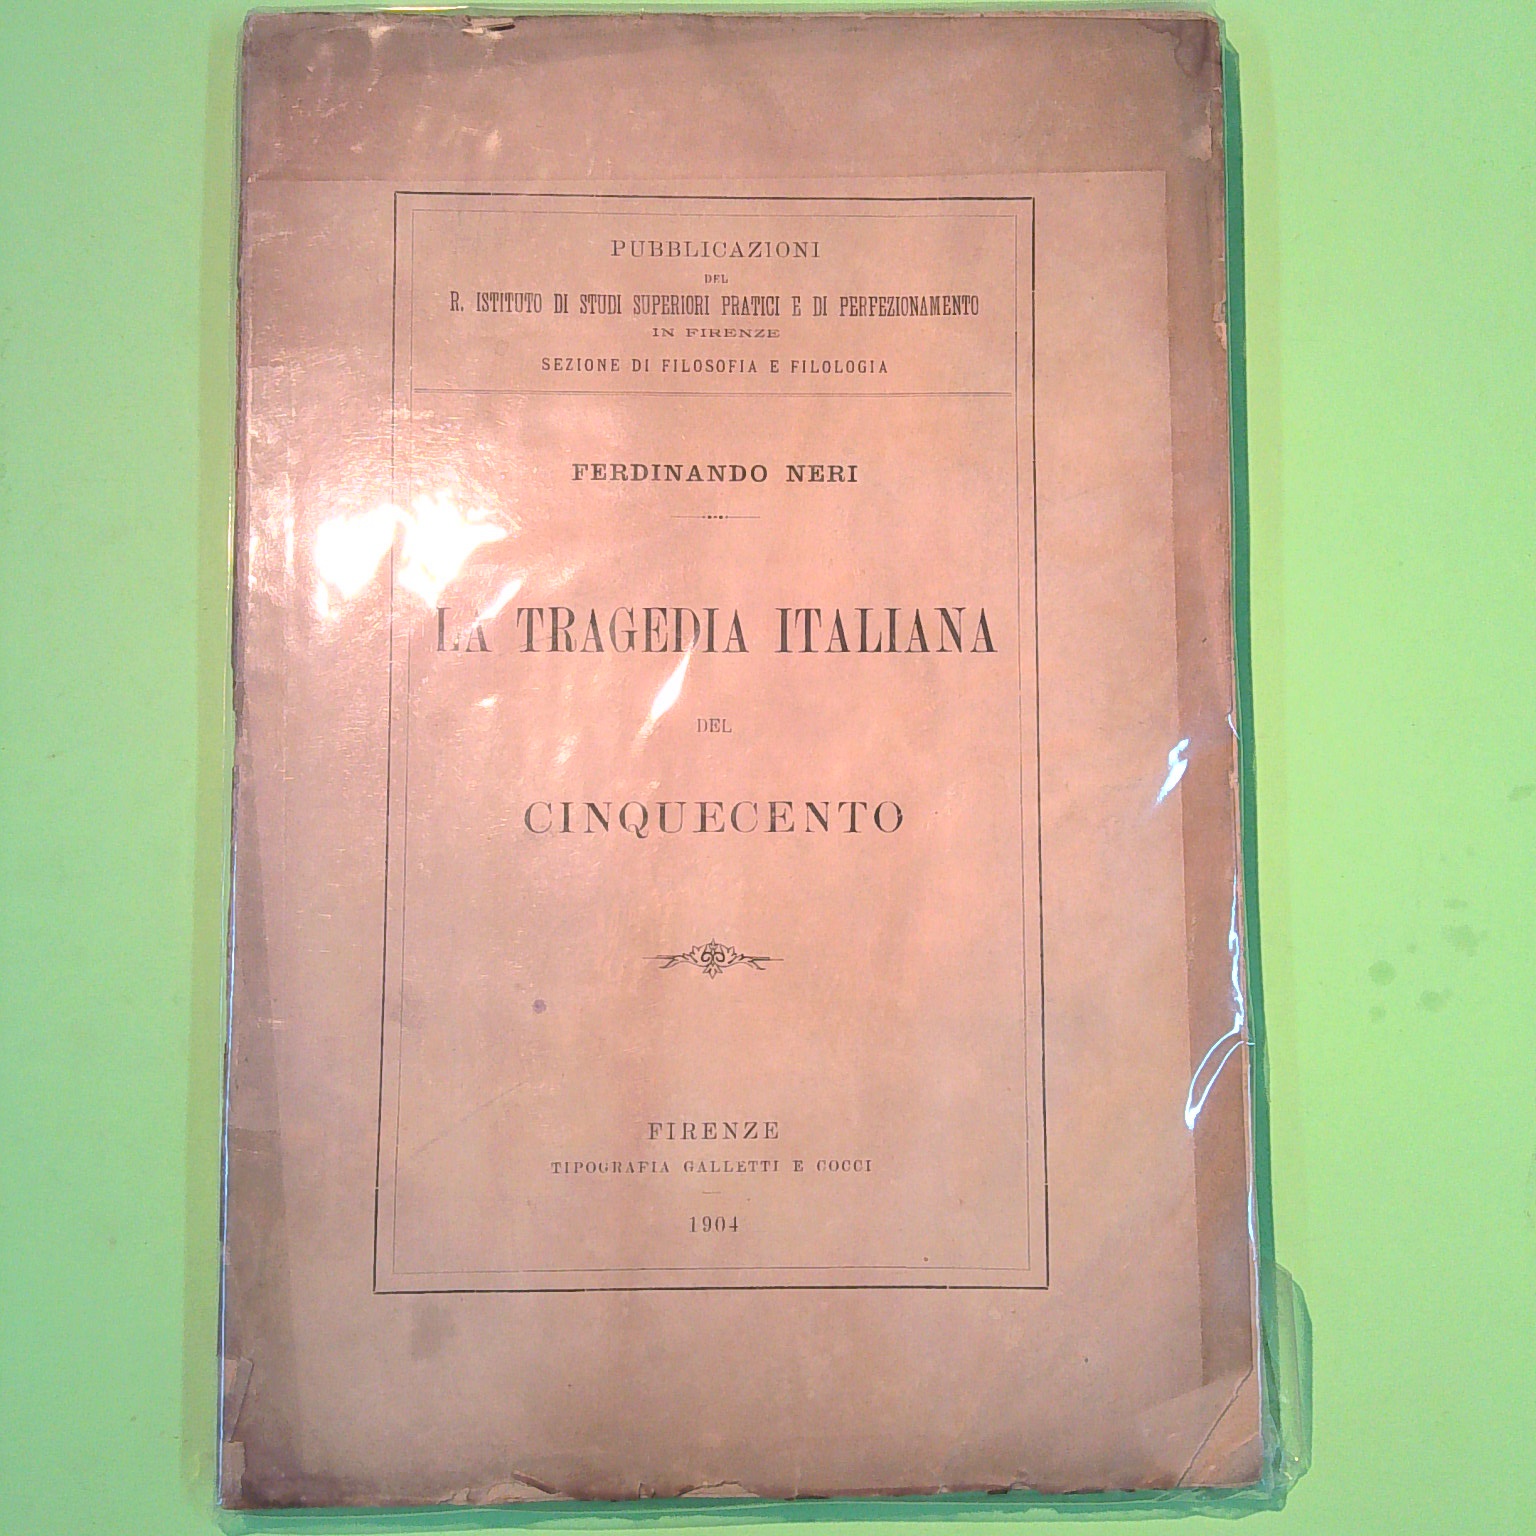 PUBBLICAZIONI
DEL
R. ISTITUTO DI STUDI SUPERIORI PRATICI E DI PERFEZIONAMENTO
IN FIRENZE
SEZIONE DI FILOSOFIA E FILOLOGIA
FERDINANDO NERI
LA TRAGEDIA ITALIANA
DEL
CINQUECENTO
FIRENZE
TIPOGRAFIA GALLETTI E COCCI
1904